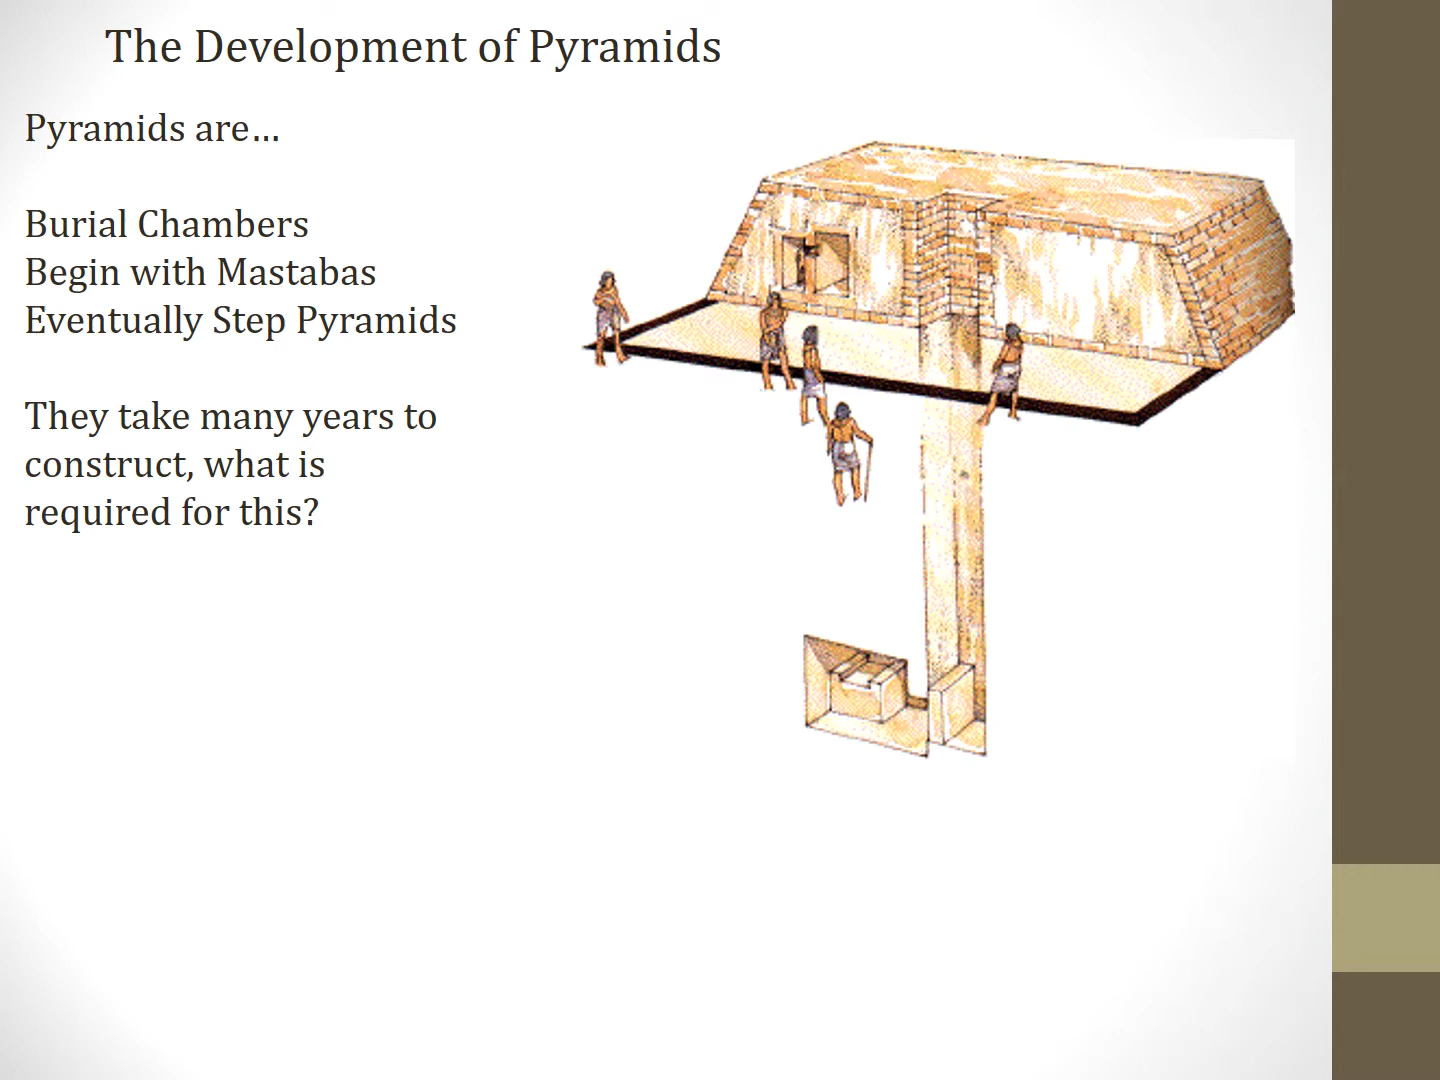 The Development of Pyramids
Pyramids are…
Burial Chambers
Begin with Mastabas
Eventually Step Pyramids
They take many years to
construct, what is
required for this?